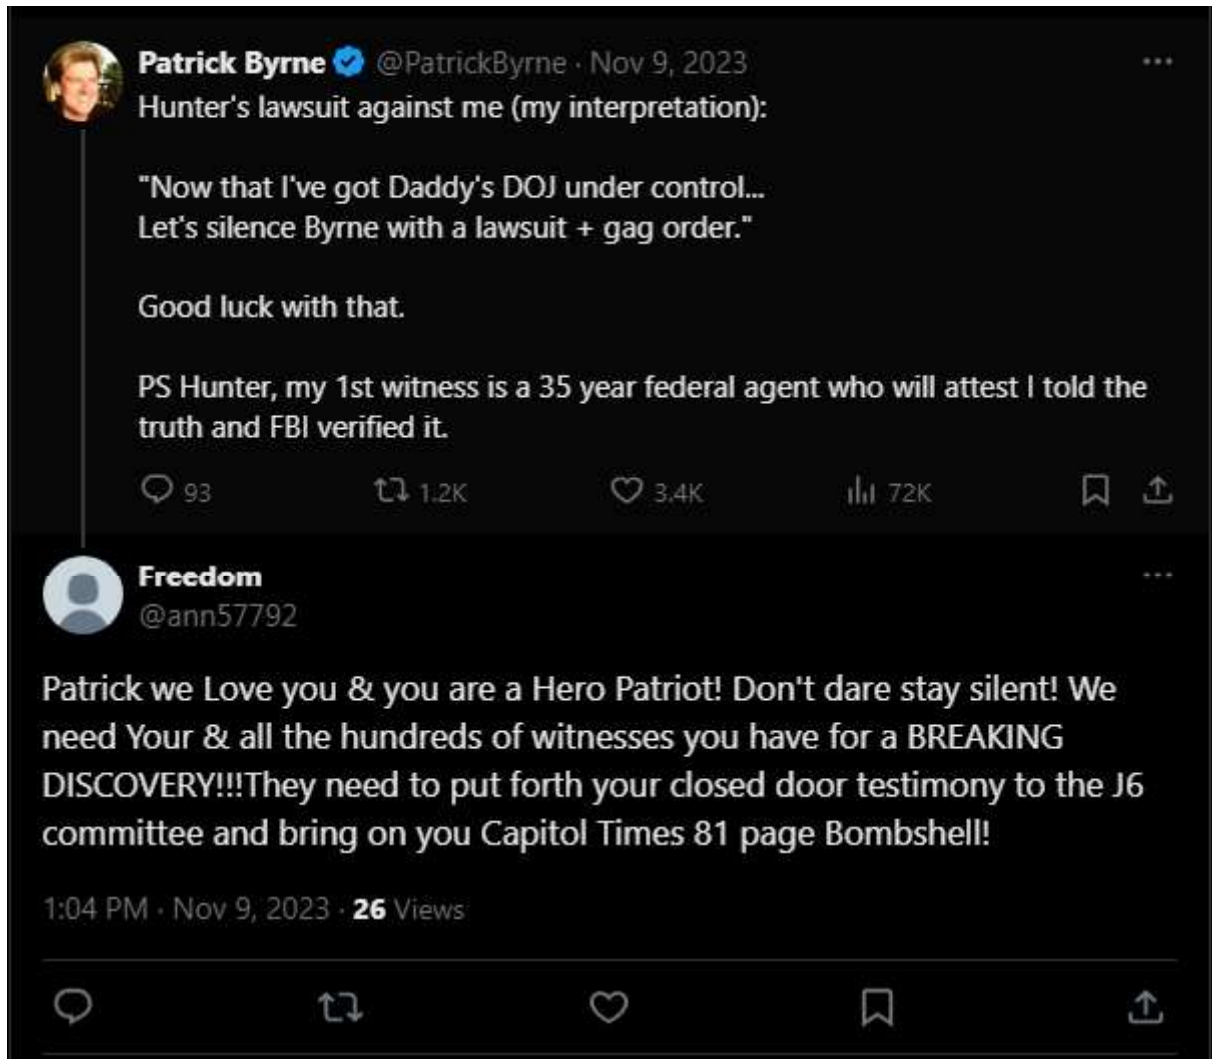 Patrick Byrne @PatrickByrne · Nov 9, 2023
Hunter's lawsuit against me (my interpretation):
"Now that I've got Daddy's DOJ under control...
Let's silence Byrne with a lawsuit + gag order."
Good luck with that.
PS Hunter, my 1st witness is a 35 year federal agent who will attest I told the
truth and FBI verified it.
93 1.2K 3.4K 72K
Freedom
@ann57792
Patrick we Love you & you are a Hero Patriot! Don't dare stay silent! We
need Your & all the hundreds of witnesses you have for a BREAKING
DISCOVERY!!!They need to put forth your closed door testimony to the J6
committee and bring on you Capitol Times 81 page Bombshell!
1:04 PM · Nov 9, 2023 · 26 Views